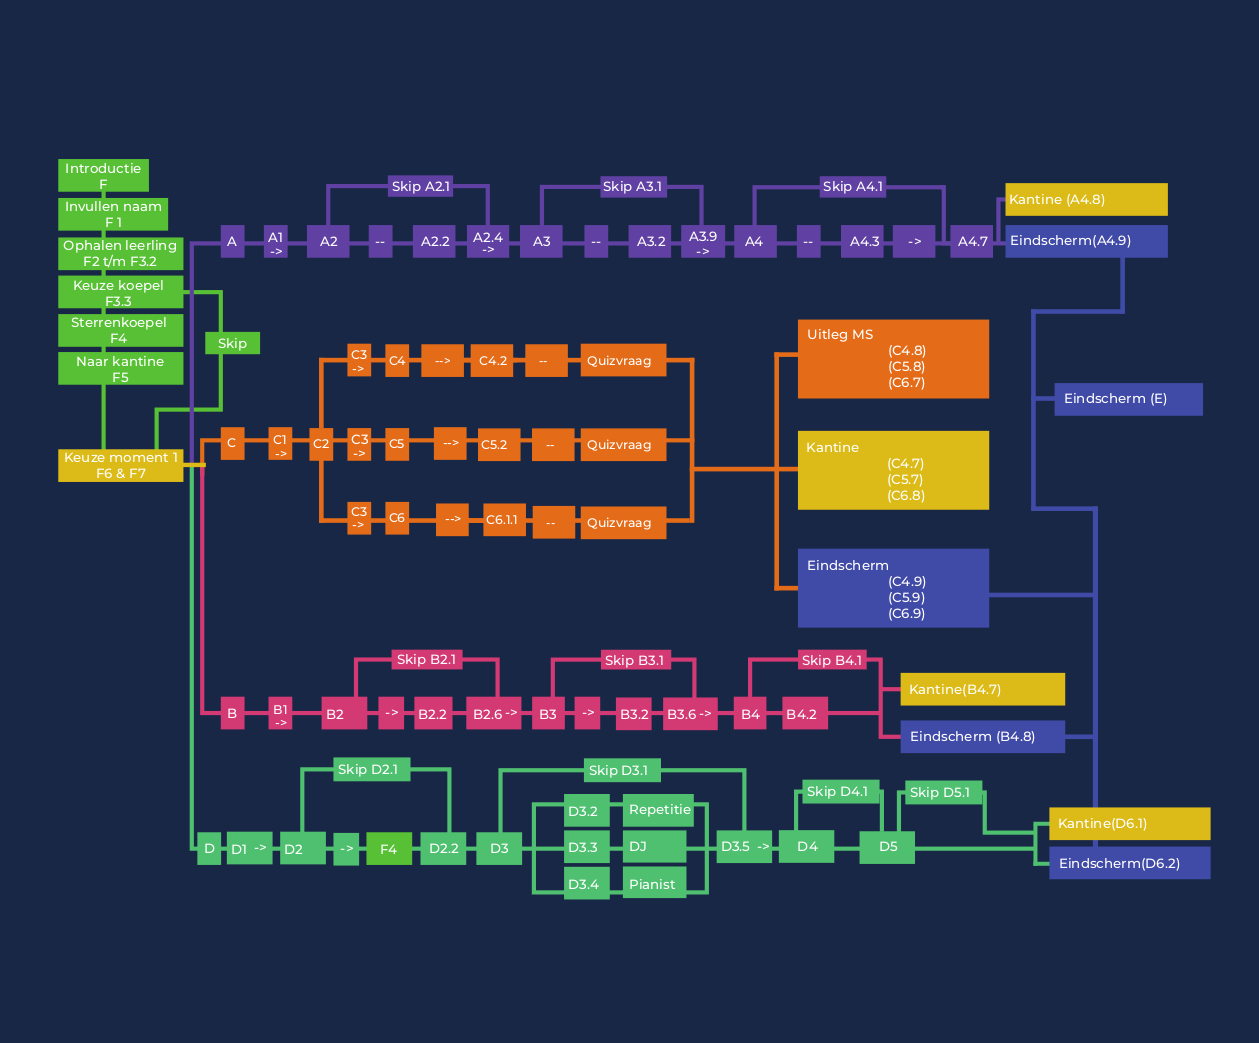 Introductie
F
Invullen naam
F 1
Ophalen leerling
F2 t/m F3.2
Keuze koepel
F3.3
Sterrenkoepel
F4
Naar kantine
F5
Skip
Keuze moment 1
F6 & F7
Skip A2.1
Skip A3.1
Skip A4.1
A
A1
->
A2
--
A2.2
A2.4
->
A3
--
A3.2
A3.9
->
A4
--
A4.3
->
A4.7
Kantine (A4.8)
Eindscherm(A4.9)
C3
->
C4
-->
C4.2
--
Quizvraag
C
C1
->
C2
C3
->
C5
-->
C5.2
--
Quizvraag
C3
->
C6
-->
C6.1.1
--
Quizvraag
Uitleg MS
(C4.8)
(C5.8)
(C6.7)
Kantine
(C4.7)
(C5.7)
(C6.8)
Eindscherm
(C4.9)
(C5.9)
(C6.9)
Eindscherm (E)
Skip B2.1
Skip B3.1
Skip B4.1
B
B1
->
B2
->
B2.2
B2.6 ->
B3
->
B3.2
B3.6 ->
B4
B4.2
Kantine(B4.7)
Eindscherm (B4.8)
Skip D2.1
Skip D3.1
Skip D4.1
Skip D5.1
D
D1 ->
D2
->
F4
D2.2
D3
D3.2
Repetitie
D3.3
DJ
D3.4
Pianist
D3.5 ->
D4
D5
Kantine(D6.1)
Eindscherm(D6.2)